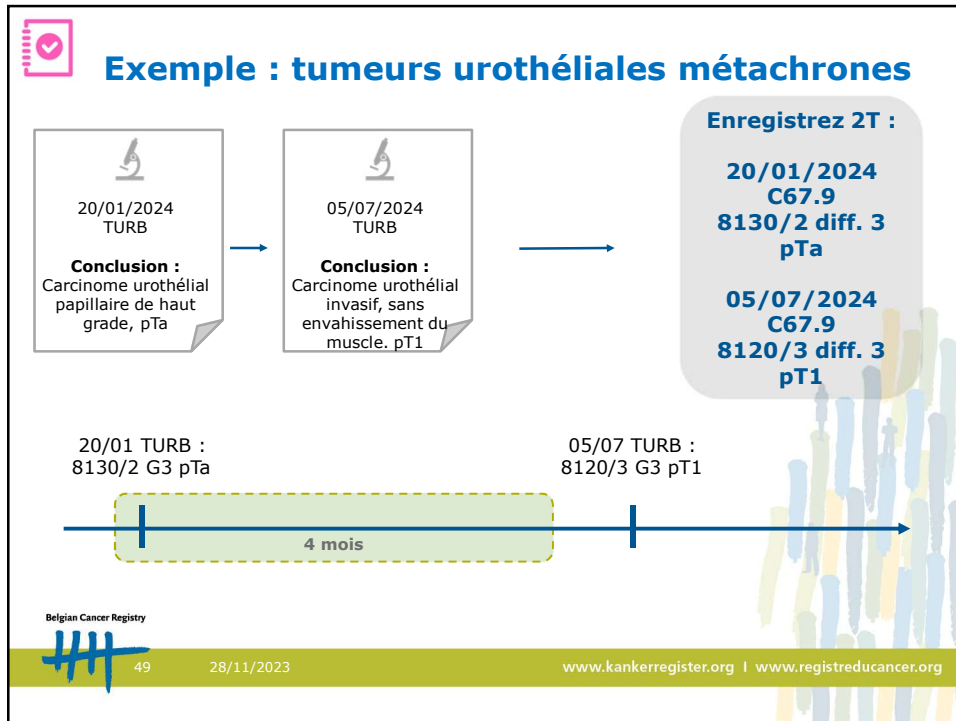 Exemple : tumeurs urothéliales métachrones
20/01/2024
TURB
Conclusion :
Carcinome urothélial
papillaire de haut
grade, pTa
05/07/2024
TURB
Conclusion :
Carcinome urothélial
invasif, sans
envahissement du
muscle. pT1
Enregistrez 2T :
20/01/2024
C67.9
8130/2 diff. 3
pTa
05/07/2024
C67.9
8120/3 diff. 3
pT1
20/01 TURB :
8130/2 G3 pTa
05/07 TURB :
8120/3 G3 pT1
4 mois
Belgian Cancer Registry
49
28/11/2023
www.kankerregister.org I www.registreducancer.org